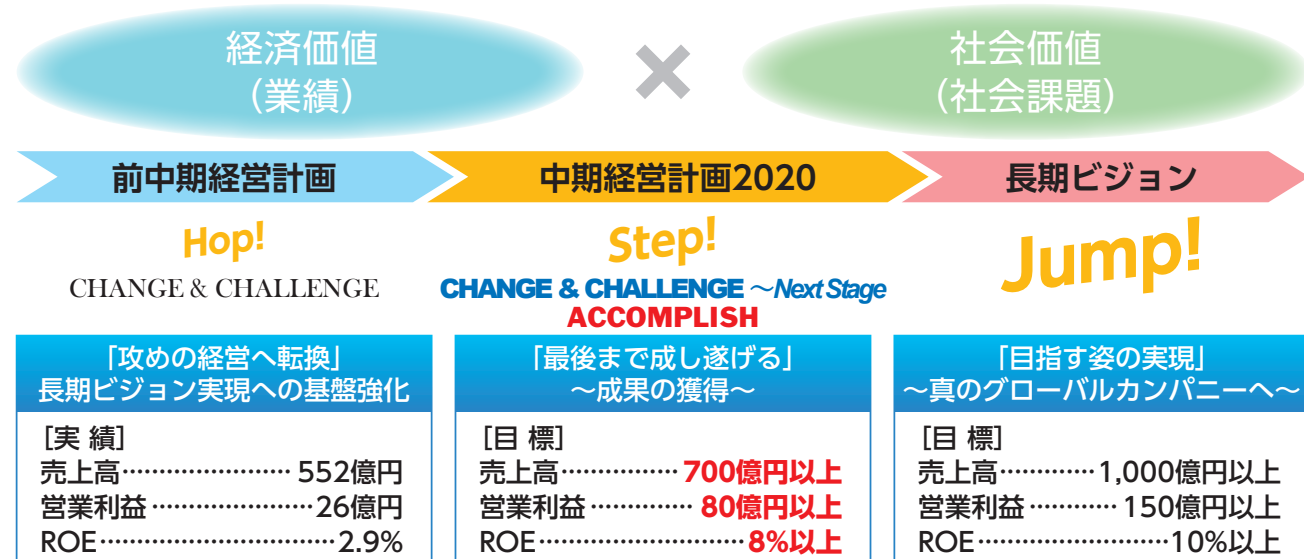 経済価値
（業績）
×
社会価値
（社会課題）
前中期経営計画
中期経営計画2020
長期ビジョン
Hop!
CHANGE & CHALLENGE
Step!
CHANGE & CHALLENGE ～Next Stage
ACCOMPLISH
Jump!
「攻めの経営へ転換」
長期ビジョン実現への基盤強化
[実 績]
売上高…………………… 552億円
営業利益 …………………26億円
ROE…………………………2.9%
「最後まで成し遂げる」
～成果の獲得～
[目 標]
売上高…………… 700億円以上
営業利益 ………… 80億円以上
ROE………………………8%以上
「目指す姿の実現」
～真のグローバルカンパニーへ～
[目 標]
売上高…………1,000億円以上
営業利益 ………… 150億円以上
ROE……………………10%以上